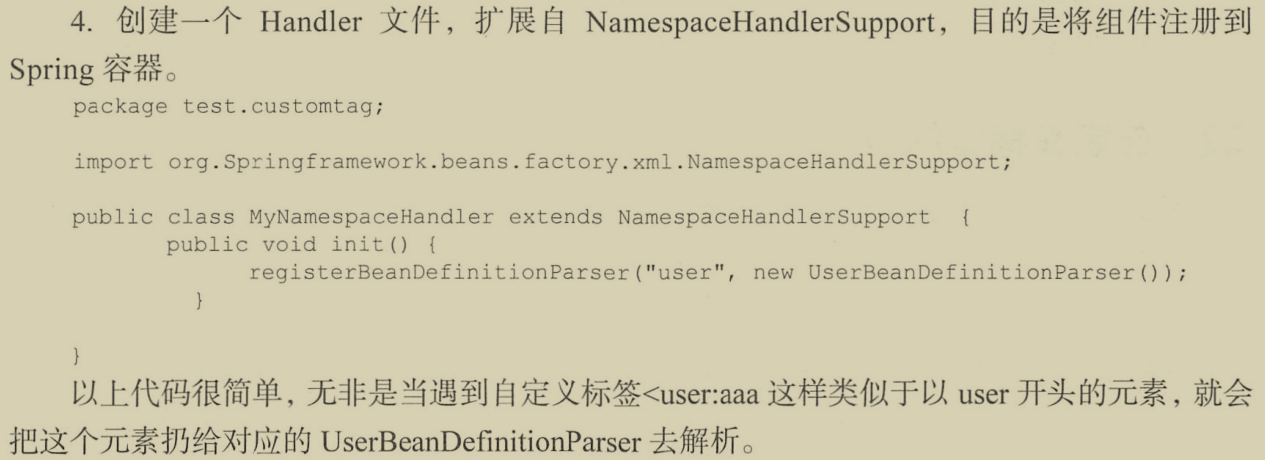 4. 创建一个 Handler 文件，扩展自 NamespaceHandlerSupport，目的是将组件注册到
Spring 容器。
package test.customtag;
import org.Springframework.beans.factory.xml.NamespaceHandlerSupport;
public class MyNamespaceHandler extends NamespaceHandlerSupport {
public void init() {
registerBeanDefinitionParser("user", new UserBeanDefinitionParser());
}
}
以上代码很简单，无非是当遇到自定义标签<user:aaa 这样类似于以 user 开头的元素，就会
把这个元素扔给对应的 UserBeanDefinitionParser 去解析。